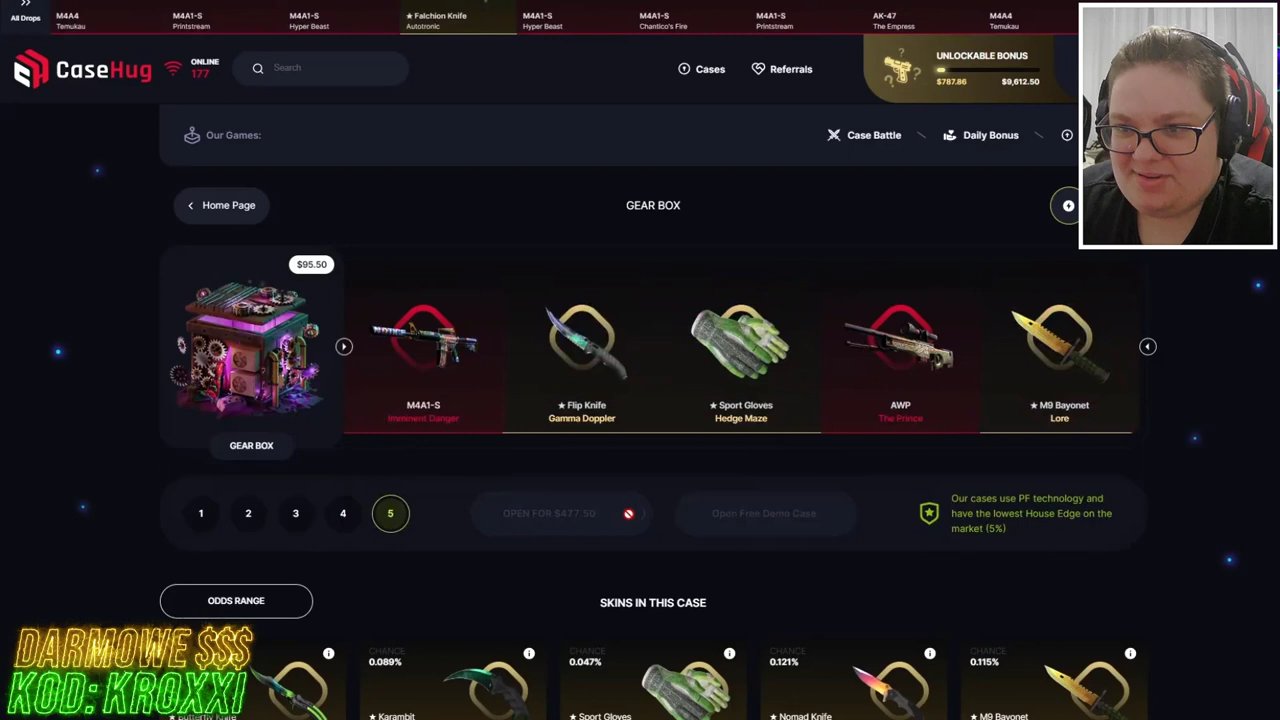 All Drops
M4A4
Temukau
M4A1-S
Printstream
M4A1-S
Hyper Beast
★ Falchion Knife
Autotronic
M4A1-S
Hyper Beast
M4A1-S
Chantico's Fire
M4A1-S
Printstream
AK-47
The Empress
M4A4
Temukau
CaseHug
ONLINE
177
Search
Cases
Referrals
UNLOCKABLE BONUS
$787.86
$9,612.50
Our Games:
Case Battle
Daily Bonus
Home Page
GEAR BOX
$95.50
GEAR BOX
M4A1-S
Imminent Danger
★ Flip Knife
Gamma Doppler
★ Sport Gloves
Hedge Maze
AWP
The Prince
★ M9 Bayonet
Lore
1
2
3
4
5
OPEN FOR $477.50
Open Free Demo Case
Our cases use PF technology and
have the lowest House Edge on the
market (5%)
ODDS RANGE
SKINS IN THIS CASE
CHANCE
0.089%
CHANCE
0.047%
CHANCE
0.121%
CHANCE
0.115%
★ Butterfly Knife
★ Karambit
★ Sport Gloves
★ Nomad Knife
★ M9 Bayonet
DARMOWE $$$
KOD: KROXXI